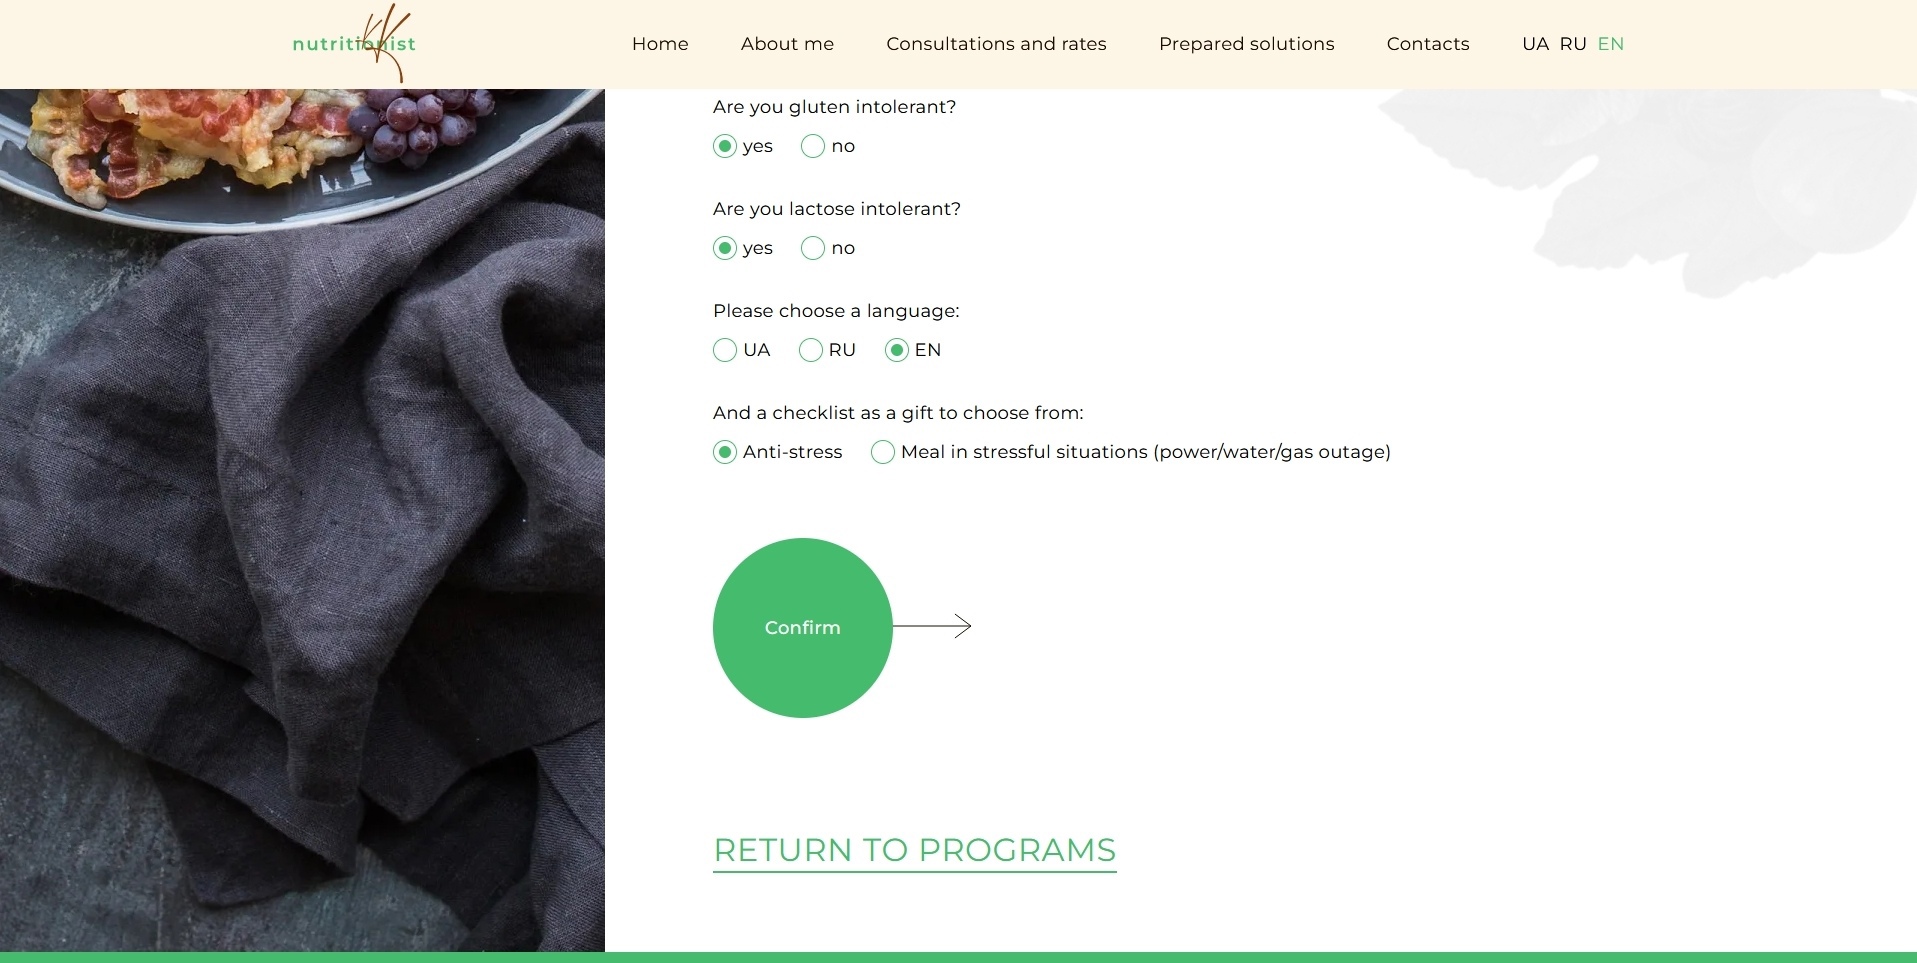 nutritionist
Home About me Consultations and rates Prepared solutions Contacts UA RU EN
Are you gluten intolerant?
yes no
Are you lactose intolerant?
yes no
Please choose a language:
UA RU EN
And a checklist as a gift to choose from:
Anti-stress Meal in stressful situations (power/water/gas outage)
Confirm
RETURN TO PROGRAMS